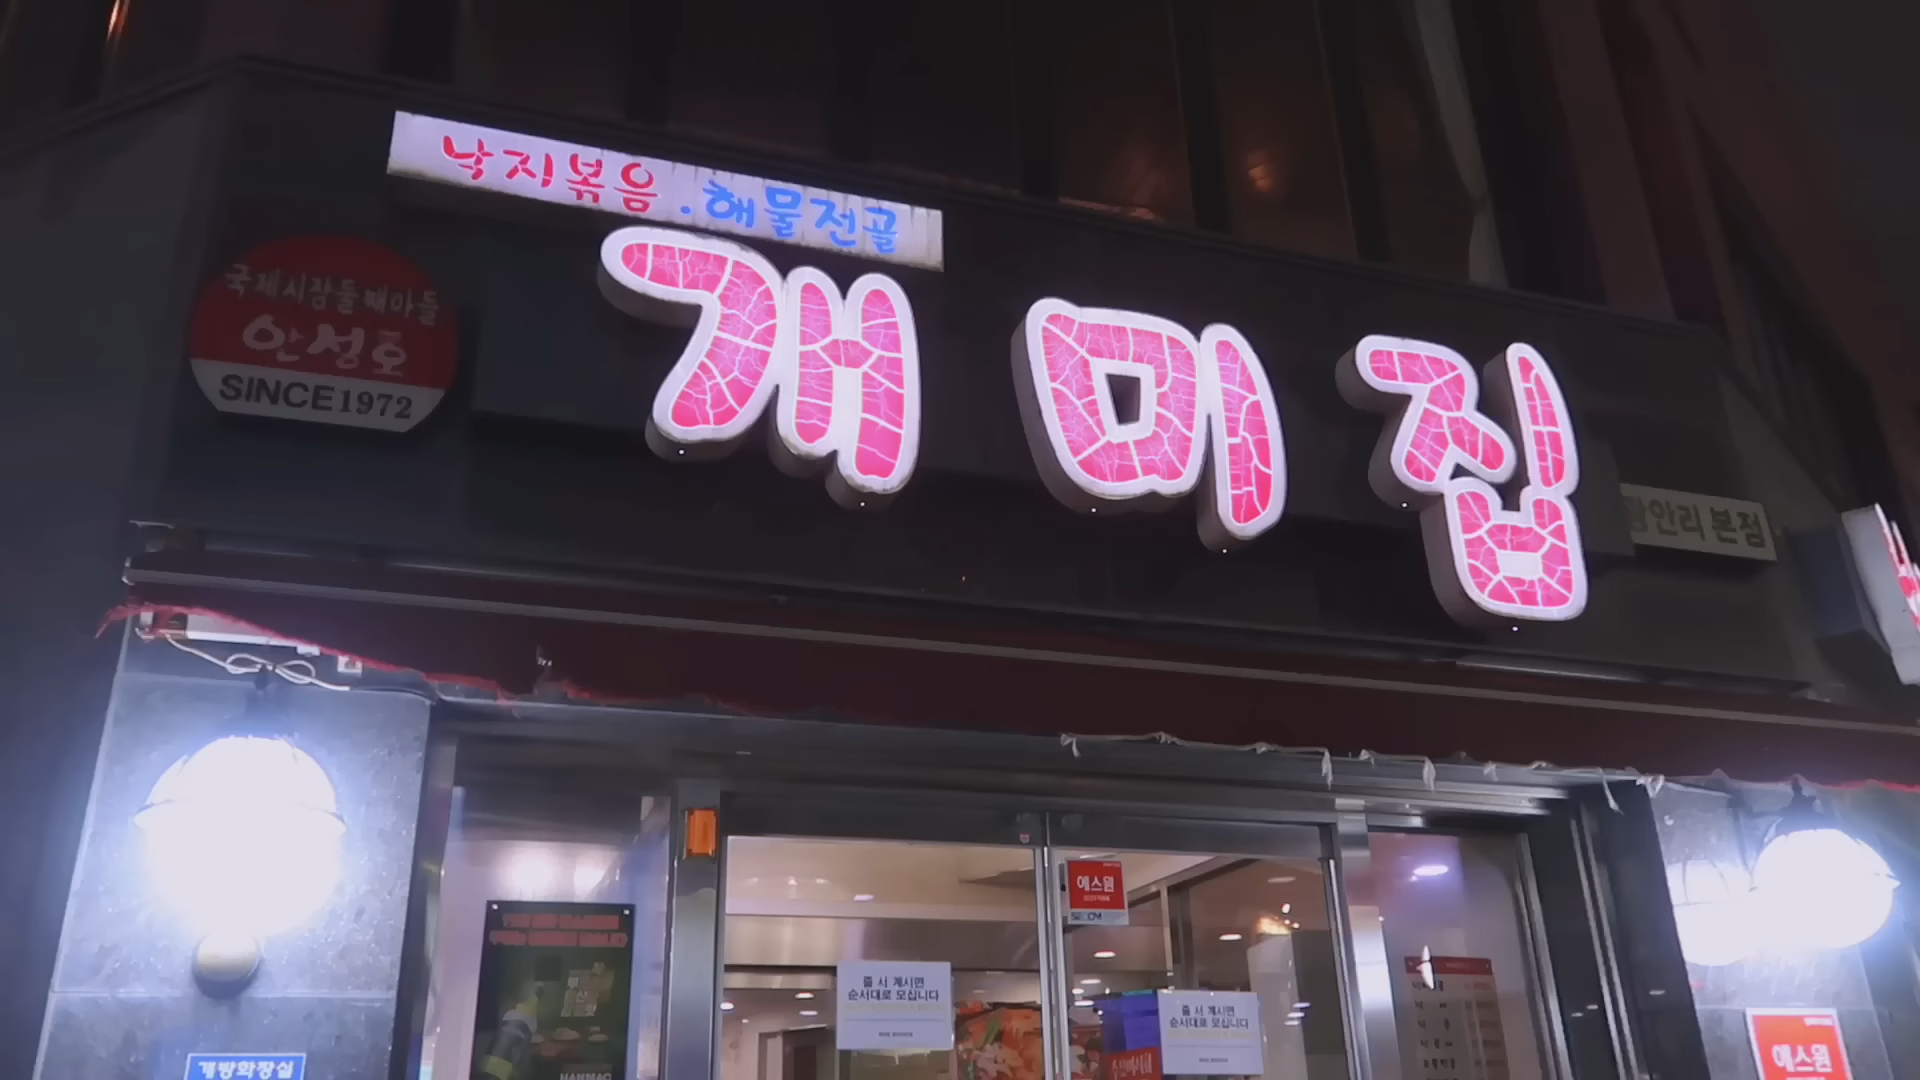 낙지볶음.해물전골
개미집
국제시장둘째아들
안성호
SINCE1972
안리 본점
에스원
SECOM
줄 서 계시면
순서대로 모십니다
줄 서 계시면
순서대로 모십니다
개방화장실
에스원